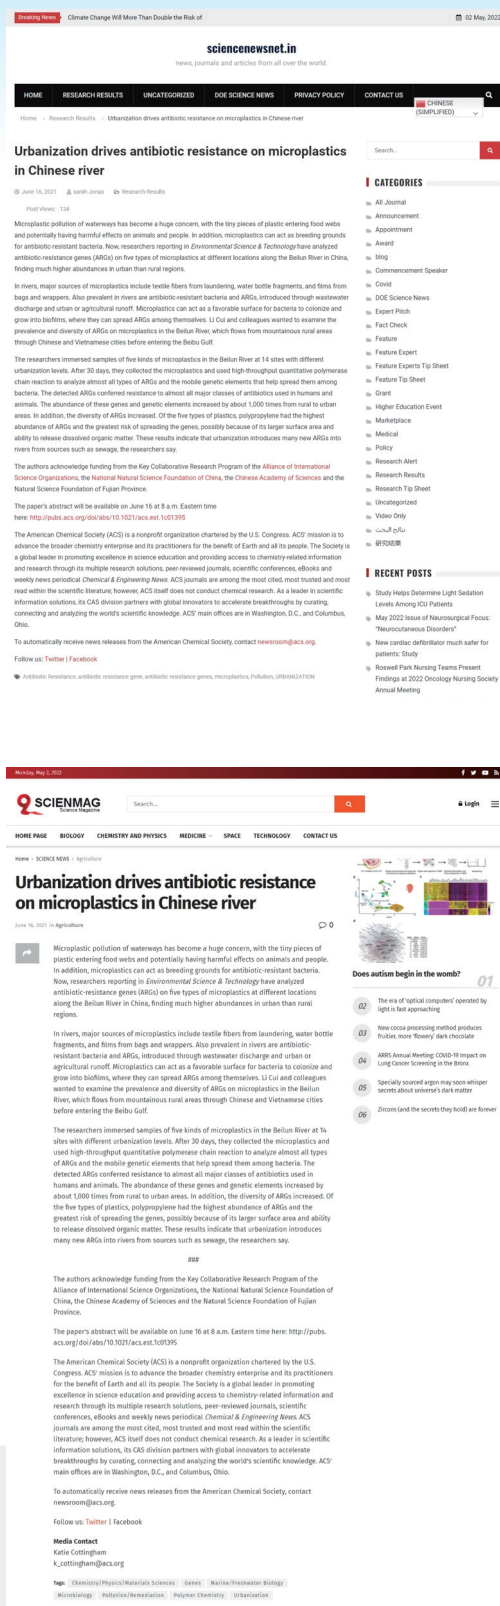 Breaking News Climate Change Will More Than Double the Risk of
02 May, 2022
sciencenewsnet.in
news, journals and articles from all over the world.
HOME RESEARCH RESULTS UNCATEGORIZED DOE SCIENCE NEWS PRIVACY POLICY CONTACT US
CHINESE (SIMPLIFIED)
Home Research Results Urbanization drives antibiotic resistance on microplastics in Chinese river
Urbanization drives antibiotic resistance on microplastics
in Chinese river
June 16, 2021 sarah Jonas Research Results
Post Views: 134
Microplastic pollution of waterways has become a huge concern, with the tiny pieces of plastic entering food webs
and potentially having harmful effects on animals and people. In addition, microplastics can act as breeding grounds
for antibiotic-resistant bacteria. Now, researchers reporting in Environmental Science & Technology have analyzed
antibiotic-resistance genes (ARGs) on five types of microplastics at different locations along the Beilun River in China,
finding much higher abundances in urban than rural regions.
In rivers, major sources of microplastics include textile fibers from laundering, water bottle fragments, and films from
bags and wrappers. Also prevalent in rivers are antibiotic-resistant bacteria and ARGs, introduced through wastewater
discharge and urban or agricultural runoff. Microplastics can act as a favorable surface for bacteria to colonize and
grow into biofilms, where they can spread ARGs among themselves. Li Cui and colleagues wanted to examine the
prevalence and diversity of ARGs on microplastics in the Beilun River, which flows from mountainous rural areas
through Chinese and Vietnamese cities before entering the Beibu Gulf.
The researchers immersed samples of five kinds of microplastics in the Beilun River at 14 sites with different
urbanization levels. After 30 days, they collected the microplastics and used high-throughput quantitative polymerase
chain reaction to analyze almost all types of ARGs and the mobile genetic elements that help spread them among
bacteria. The detected ARGs conferred resistance to almost all major classes of antibiotics used in humans and
animals. The abundance of these genes and genetic elements increased by about 1,000 times from rural to urban
areas. In addition, the diversity of ARGs increased. Of the five types of plastics, polypropylene had the highest
abundance of ARGs and the greatest risk of spreading the genes, possibly because of its larger surface area and
ability to release dissolved organic matter. These results indicate that urbanization introduces many new ARGs into
rivers from sources such as sewage, the researchers say.
The authors acknowledge funding from the Key Collaborative Research Program of the Alliance of International
Science Organizations, the National Natural Science Foundation of China, the Chinese Academy of Sciences and the
Natural Science Foundation of Fujian Province.
The paper's abstract will be available on June 16 at 8 a.m. Eastern time
here: http://pubs.acs.org/doi/abs/10.1021/acs.est.1c01395
The American Chemical Society (ACS) is a nonprofit organization chartered by the U.S. Congress. ACS' mission is to
advance the broader chemistry enterprise and its practitioners for the benefit of Earth and all its people. The Society is
a global leader in promoting excellence in science education and providing access to chemistry-related information
and research through its multiple research solutions, peer-reviewed journals, scientific conferences, eBooks and
weekly news periodical Chemical & Engineering News. ACS journals are among the most cited, most trusted and most
read within the scientific literature; however, ACS itself does not conduct chemical research. As a leader in scientific
information solutions, its CAS division partners with global innovators to accelerate breakthroughs by curating,
connecting and analyzing the world's scientific knowledge. ACS' main offices are in Washington, D.C., and Columbus,
Ohio.
To automatically receive news releases from the American Chemical Society, contact newsroom@acs.org.
Follow us: Twitter | Facebook
Antibiotic Resistance, antibiotic resistance gene, antibiotic resistance genes, microplastics, Pollution, URBANIZATION
Search...
CATEGORIES
All Journal
Announcement
Appointment
Award
blog
Commencement Speaker
Covid
DOE Science News
Expert Pitch
Fact Check
Feature
Feature Expert
Feature Experts Tip Sheet
Feature Tip Sheet
Grant
Higher Education Event
Marketplace
Medical
Policy
Research Alert
Research Results
Research Tip Sheet
Uncategorized
Video Only
نتائج البحث
研究结果
RECENT POSTS
Study Helps Determine Light Sedation
Levels Among ICU Patients
May 2022 Issue of Neurosurgical Focus:
"Neurocutaneous Disorders"
New cardiac defibrillator much safer for
patients: Study
Roswell Park Nursing Teams Present
Findings at 2022 Oncology Nursing Society
Annual Meeting
Monday, May 2, 2022
SCIENMAG
Science Magazine
Search...
Login
HOME PAGE BIOLOGY CHEMISTRY AND PHYSICS MEDICINE SPACE TECHNOLOGY CONTACT US
Home > SCIENCE NEWS > Agriculture
Urbanization drives antibiotic resistance
on microplastics in Chinese river
June 16, 2021 in Agriculture
0
Microplastic pollution of waterways has become a huge concern, with the tiny pieces of
plastic entering food webs and potentially having harmful effects on animals and people.
In addition, microplastics can act as breeding grounds for antibiotic-resistant bacteria.
Now, researchers reporting in Environmental Science & Technology have analyzed
antibiotic-resistance genes (ARGs) on five types of microplastics at different locations
along the Beilun River in China, finding much higher abundances in urban than rural
regions.
In rivers, major sources of microplastics include textile fibers from laundering, water bottle
fragments, and films from bags and wrappers. Also prevalent in rivers are antibiotic-
resistant bacteria and ARGs, introduced through wastewater discharge and urban or
agricultural runoff. Microplastics can act as a favorable surface for bacteria to colonize and
grow into biofilms, where they can spread ARGs among themselves. Li Cui and colleagues
wanted to examine the prevalence and diversity of ARGs on microplastics in the Beilun
River, which flows from mountainous rural areas through Chinese and Vietnamese cities
before entering the Beibu Gulf.
The researchers immersed samples of five kinds of microplastics in the Beilun River at 14
sites with different urbanization levels. After 30 days, they collected the microplastics and
used high-throughput quantitative polymerase chain reaction to analyze almost all types
of ARGs and the mobile genetic elements that help spread them among bacteria. The
detected ARGs conferred resistance to almost all major classes of antibiotics used in
humans and animals. The abundance of these genes and genetic elements increased by
about 1,000 times from rural to urban areas. In addition, the diversity of ARGs increased. Of
the five types of plastics, polypropylene had the highest abundance of ARGs and the
greatest risk of spreading the genes, possibly because of its larger surface area and ability
to release dissolved organic matter. These results indicate that urbanization introduces
many new ARGs into rivers from sources such as sewage, the researchers say.
###
The authors acknowledge funding from the Key Collaborative Research Program of the
Alliance of International Science Organizations, the National Natural Science Foundation of
China, the Chinese Academy of Sciences and the Natural Science Foundation of Fujian
Province.
The paper's abstract will be available on June 16 at 8 a.m. Eastern time here: http://pubs.
acs.org/doi/abs/10.1021/acs.est.1c01395
The American Chemical Society (ACS) is a nonprofit organization chartered by the U.S.
Congress. ACS' mission is to advance the broader chemistry enterprise and its practitioners
for the benefit of Earth and all its people. The Society is a global leader in promoting
excellence in science education and providing access to chemistry-related information and
research through its multiple research solutions, peer-reviewed journals, scientific
conferences, eBooks and weekly news periodical Chemical & Engineering News. ACS
journals are among the most cited, most trusted and most read within the scientific
literature; however, ACS itself does not conduct chemical research. As a leader in scientific
information solutions, its CAS division partners with global innovators to accelerate
breakthroughs by curating, connecting and analyzing the world's scientific knowledge. ACS'
main offices are in Washington, D.C., and Columbus, Ohio.
To automatically receive news releases from the American Chemical Society, contact
newsroom@acs.org.
Follow us: Twitter | Facebook
Media Contact
Katie Cottingham
k_cottingham@acs.org
Tags: Chemistry/Physics/Materials Sciences Genes Marine/Freshwater Biology
Microbiology Pollution/Remediation Polymer Chemistry Urbanization
Does autism begin in the womb?
01
02 The era of 'optical computers' operated by
light is fast approaching
03 New cocoa processing method produces
fruitier, more 'flowery' dark chocolate
04 ARRS Annual Meeting: COVID-19 Impact on
Lung Cancer Screening in the Bronx
05 Specially sourced argon may soon whisper
secrets about universe's dark matter
06 Zircons (and the secrets they hold) are forever